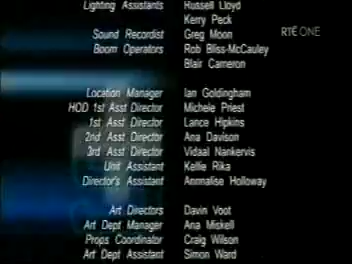 Lighting Assistants Russell Lloyd
Kerry Peck
Sound Recordist Greg Moon
RTÉ ONE
Boom Operators Rob Bliss-McCauley
Blair Cameron
Location Manager Ian Goldingham
HOD 1st Asst Director Michele Priest
1st Asst Director Lance Hipkins
2nd Asst Director Ana Davison
3rd Asst Director Vidaal Nankervis
Unit Assistant Kellie Rika
Director's Assistant Annmalise Holloway
Art Directors Davin Voot
Art Dept Manager Ana Miskell
Props Coordinator Craig Wilson
Art Dept Assistant Simon Ward